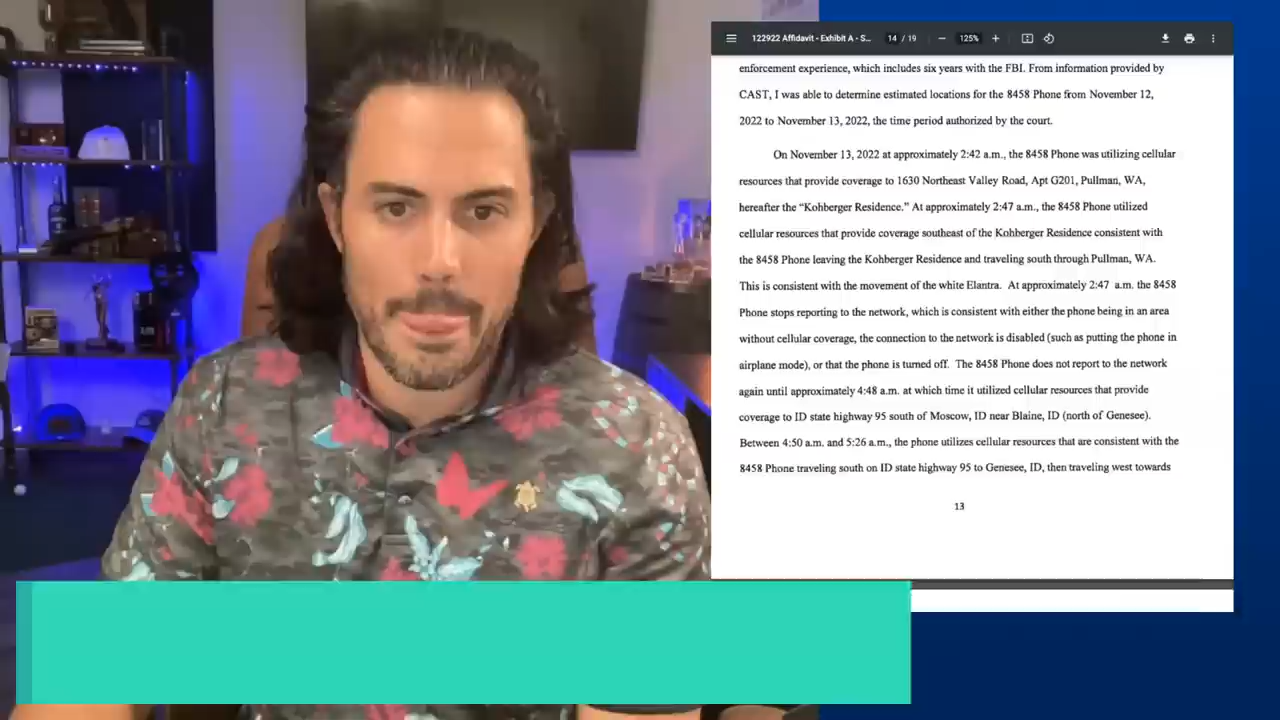 122922 Affidavit - Exhibit A - S...
14 / 19
125%
enforcement experience, which includes six years with the FBI. From information provided by
CAST, I was able to determine estimated locations for the 8458 Phone from November 12,
2022 to November 13, 2022, the time period authorized by the court.
On November 13, 2022 at approximately 2:42 a.m., the 8458 Phone was utilizing cellular
resources that provide coverage to 1630 Northeast Valley Road, Apt G201, Pullman, WA,
hereafter the “Kohberger Residence.” At approximately 2:47 a.m., the 8458 Phone utilized
cellular resources that provide coverage southeast of the Kohberger Residence consistent with
the 8458 Phone leaving the Kohberger Residence and traveling south through Pullman, WA.
This is consistent with the movement of the white Elantra. At approximately 2:47 a.m. the 8458
Phone stops reporting to the network, which is consistent with either the phone being in an area
without cellular coverage, the connection to the network is disabled (such as putting the phone in
airplane mode), or that the phone is turned off. The 8458 Phone does not report to the network
again until approximately 4:48 a.m. at which time it utilized cellular resources that provide
coverage to ID state highway 95 south of Moscow, ID near Blaine, ID (north of Genesee).
Between 4:50 a.m. and 5:26 a.m., the phone utilizes cellular resources that are consistent with the
8458 Phone traveling south on ID state highway 95 to Genesee, ID, then traveling west towards
13